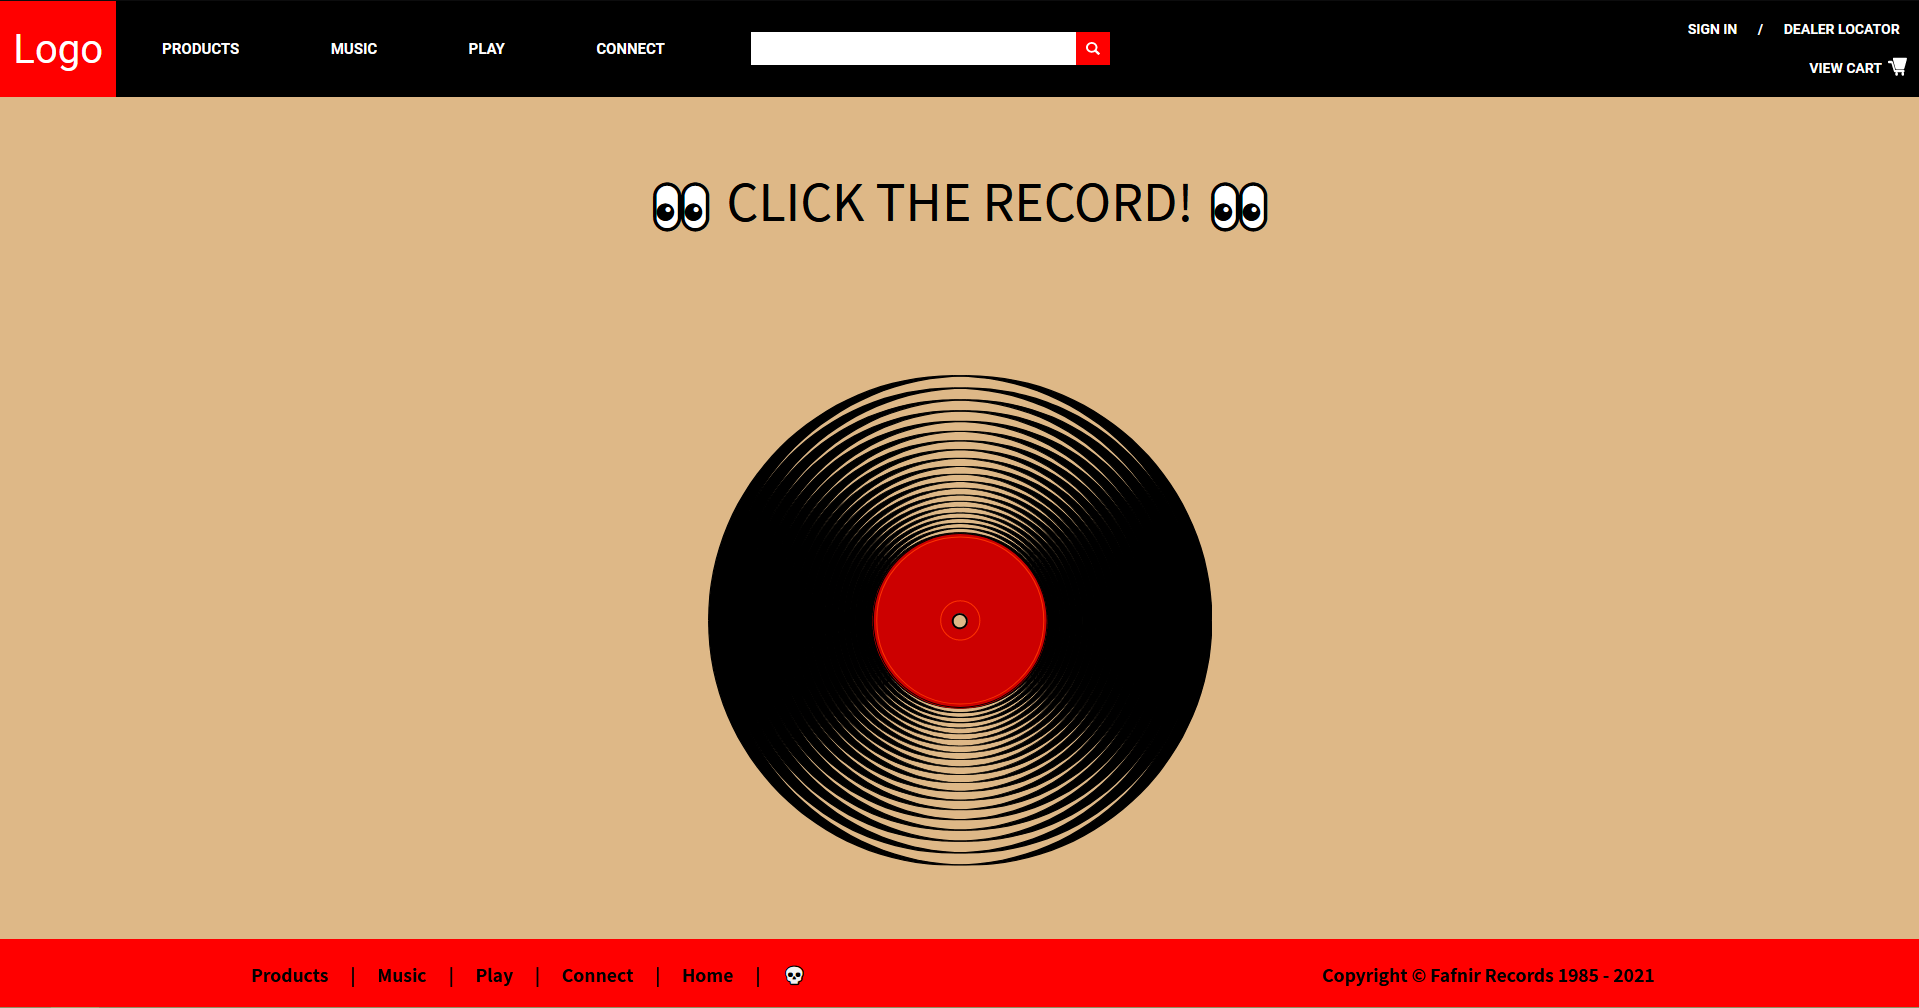 Logo
PRODUCTS
MUSIC
PLAY
CONNECT
SIGN IN / DEALER LOCATOR
VIEW CART
👀 CLICK THE RECORD! 👀
Products | Music | Play | Connect | Home | 💀
Copyright © Fafnir Records 1985 - 2021